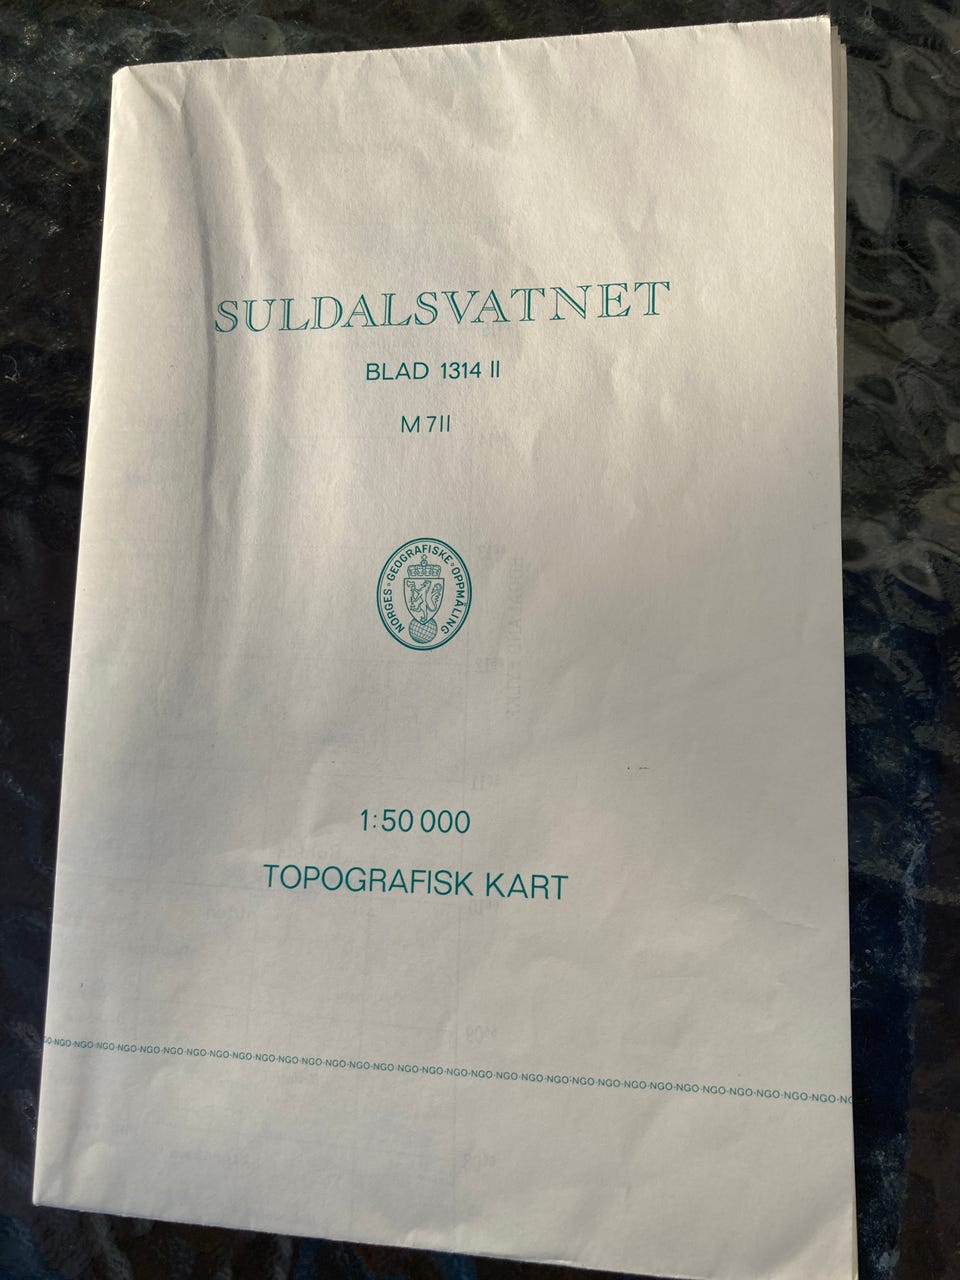 SULDALSVATNET
BLAD 1314 II
M 711
NORGES GEOGRAFISKE OPPMÅLING
1:50 000
TOPOGRAFISK KART
GO-NGO-NGO-NGO-NGO-NGO-NGO-NGO-NGO-NGO-NGO-NGO-NGO-NGO-NGO-NGO-NGO-NGO-NGO-NGO-NGO-NGO-NGO-NGO-NGO-NGO-NGO-NGO-NGO-NGO-NGO-NGO-NG